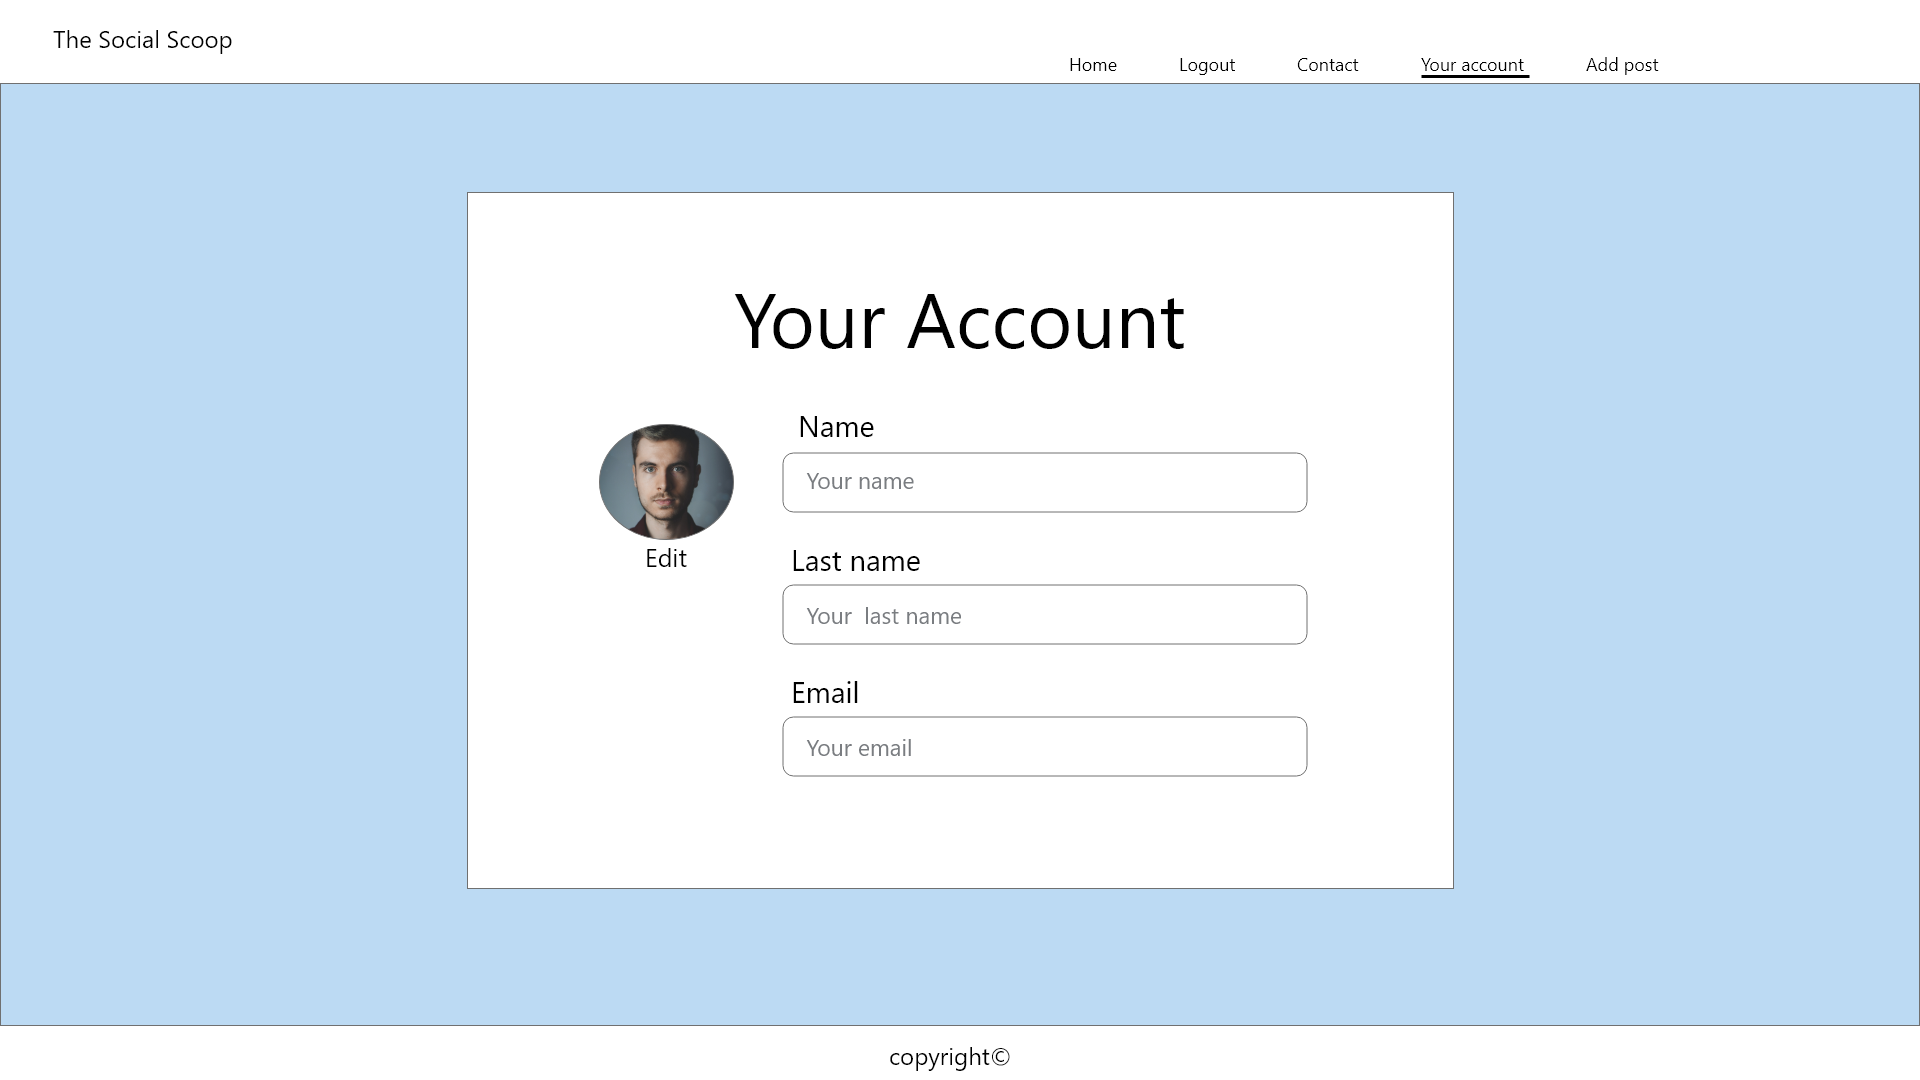 The Social Scoop
Home Logout Contact Your account Add post
Your Account
Name
Your name
Edit
Last name
Your  last name
Email
Your email
copyright©